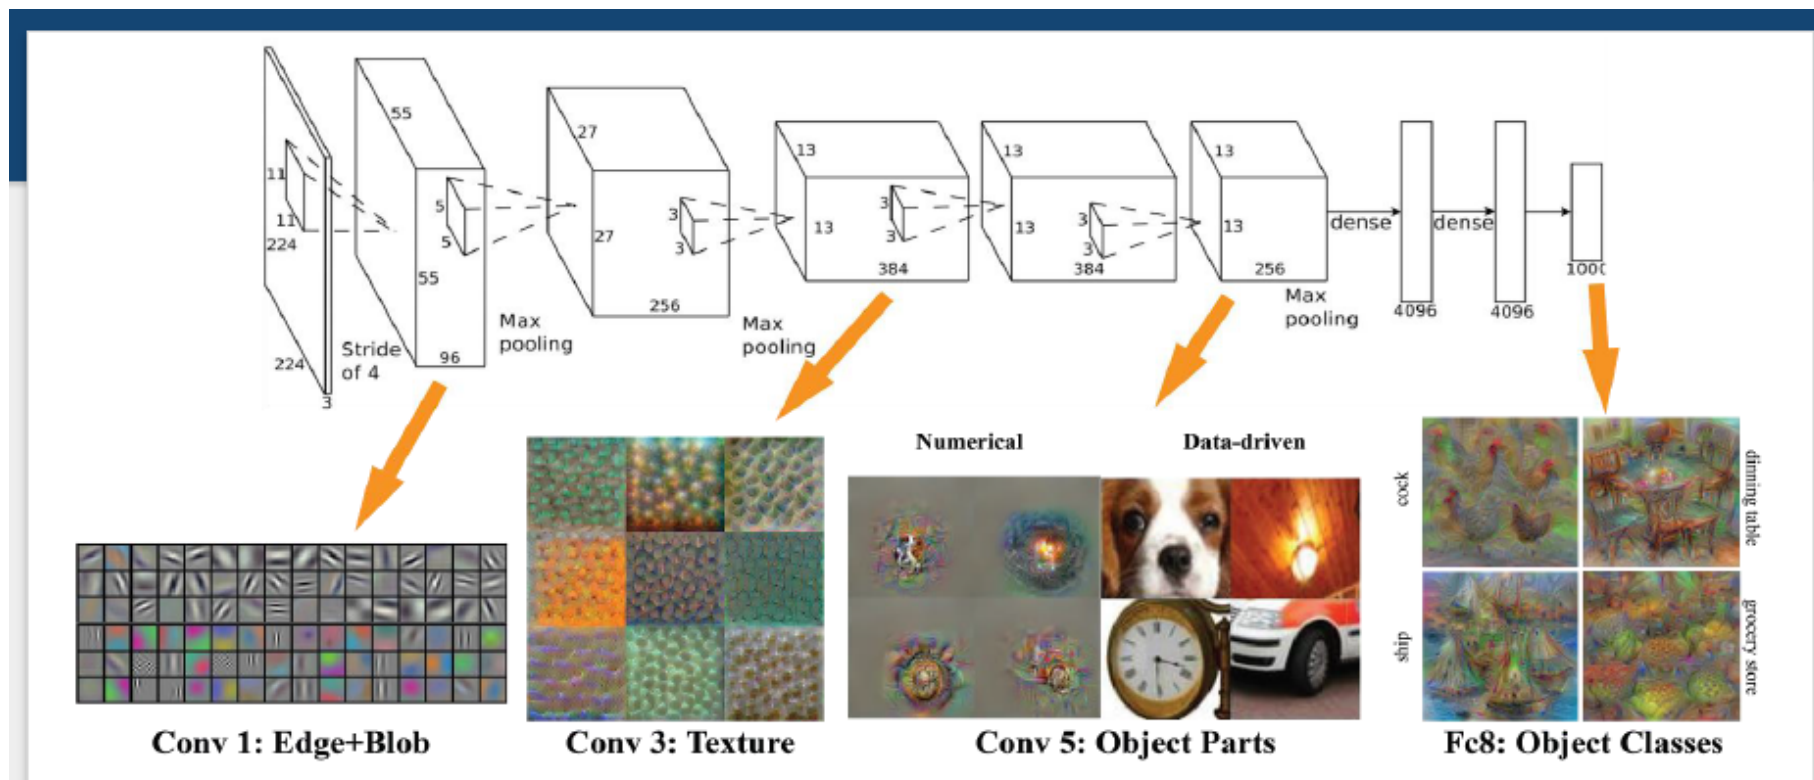 55
27
13
13
13
11
11
224
5
5
55
27
3
3
13
3
3
13
3
3
13
dense
dense
384
384
256
1000
256
Max
pooling
Max
pooling
Max
pooling
4096
4096
Stride
of 4
96
224
3
Numerical
Data-driven
cock
dining table
ship
grocery store
Conv 1: Edge+Blob
Conv 3: Texture
Conv 5: Object Parts
Fc8: Object Classes